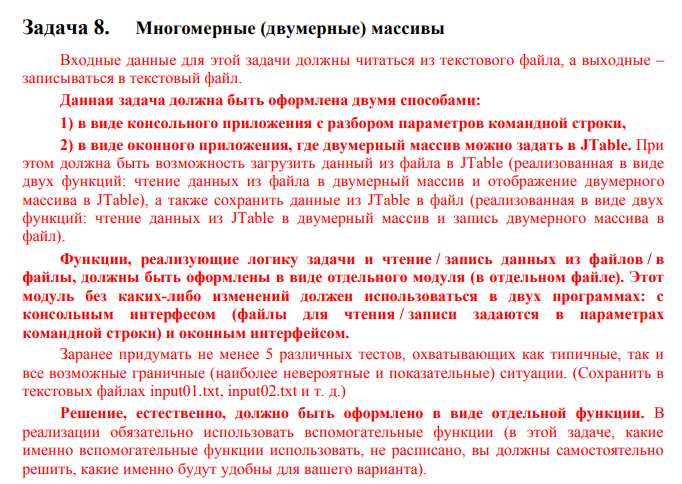 Задача 8. Многомерные (двумерные) массивы
Входные данные для этой задачи должны читаться из текстового файла, а выходные –
записываться в текстовый файл.
Данная задача должна быть оформлена двумя способами:
1) в виде консольного приложения с разбором параметров командной строки,
2) в виде оконного приложения, где двумерный массив можно задать в JTable. При
этом должна быть возможность загрузить данный из файла в JTable (реализованная в виде
двух функций: чтение данных из файла в двумерный массив и отображение двумерного
массива в JTable), а также сохранить данные из JTable в файл (реализованная в виде двух
функций: чтение данных из JTable в двумерный массив и запись двумерного массива в
файл).
Функции, реализующие логику задачи и чтение / запись данных из файлов / в
файлы, должны быть оформлены в виде отдельного модуля (в отдельном файле). Этот
модуль без каких-либо изменений должен использоваться в двух программах: с
консольным интерфесом (файлы для чтения / записи задаются в параметрах
командной строки) и оконным интерфейсом.
Заранее придумать не менее 5 различных тестов, охватывающих как типичные, так и
все возможные граничные (наиболее невероятные и показательные) ситуации. (Сохранить в
текстовых файлах input01.txt, input02.txt и т. д.)
Решение, естественно, должно быть оформлено в виде отдельной функции. В
реализации обязательно использовать вспомогательные функции (в этой задаче, какие
именно вспомогательные функции использовать, не расписано, вы должны самостоятельно
решить, какие именно будут удобны для вашего варианта).